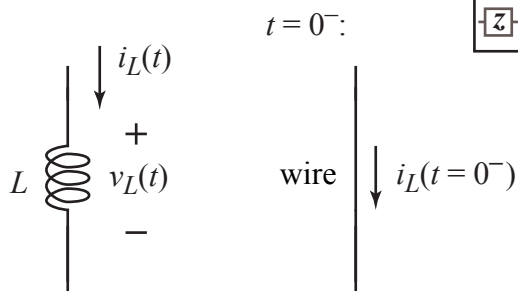 t = 0⁻:
z
i_L(t)
+
L
v_L(t)
–
wire
i_L(t = 0⁻)